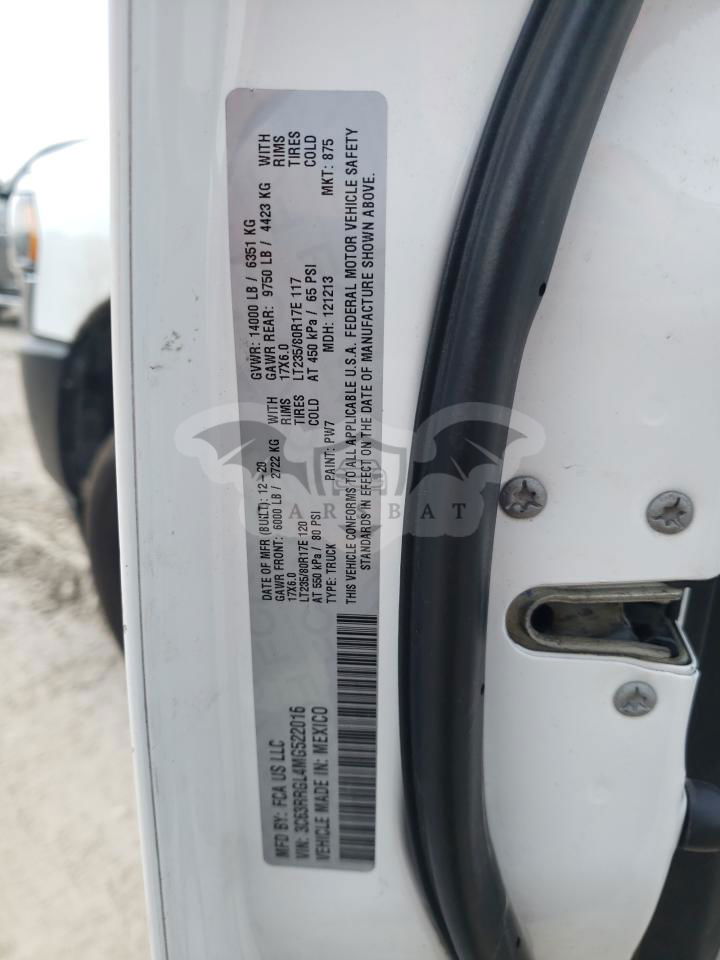 MFD BY: FCA US LLC
DATE OF MFR (BUILT): 12-20
GVWR: 14000 LB / 6351 KG
GAWR FRONT: 6000 LB / 2722 KG WITH
GAWR REAR: 9750 LB / 4423 KG WITH
17X6.0 RIMS
17X6.0 RIMS
LT235/80R17E 120 TIRES
LT235/80R17E 117 TIRES
AT 550 kPa / 80 PSI COLD
AT 450 kPa / 65 PSI COLD
VIN: 3C63RRGL4MG522016
TYPE: TRUCK PAINT: PW7 MDH: 121213 MKT: 875
VEHICLE MADE IN: MEXICO
THIS VEHICLE CONFORMS TO ALL APPLICABLE U.S.A. FEDERAL MOTOR VEHICLE SAFETY
STANDARDS IN EFFECT ON THE DATE OF MANUFACTURE SHOWN ABOVE.
CARSBAT